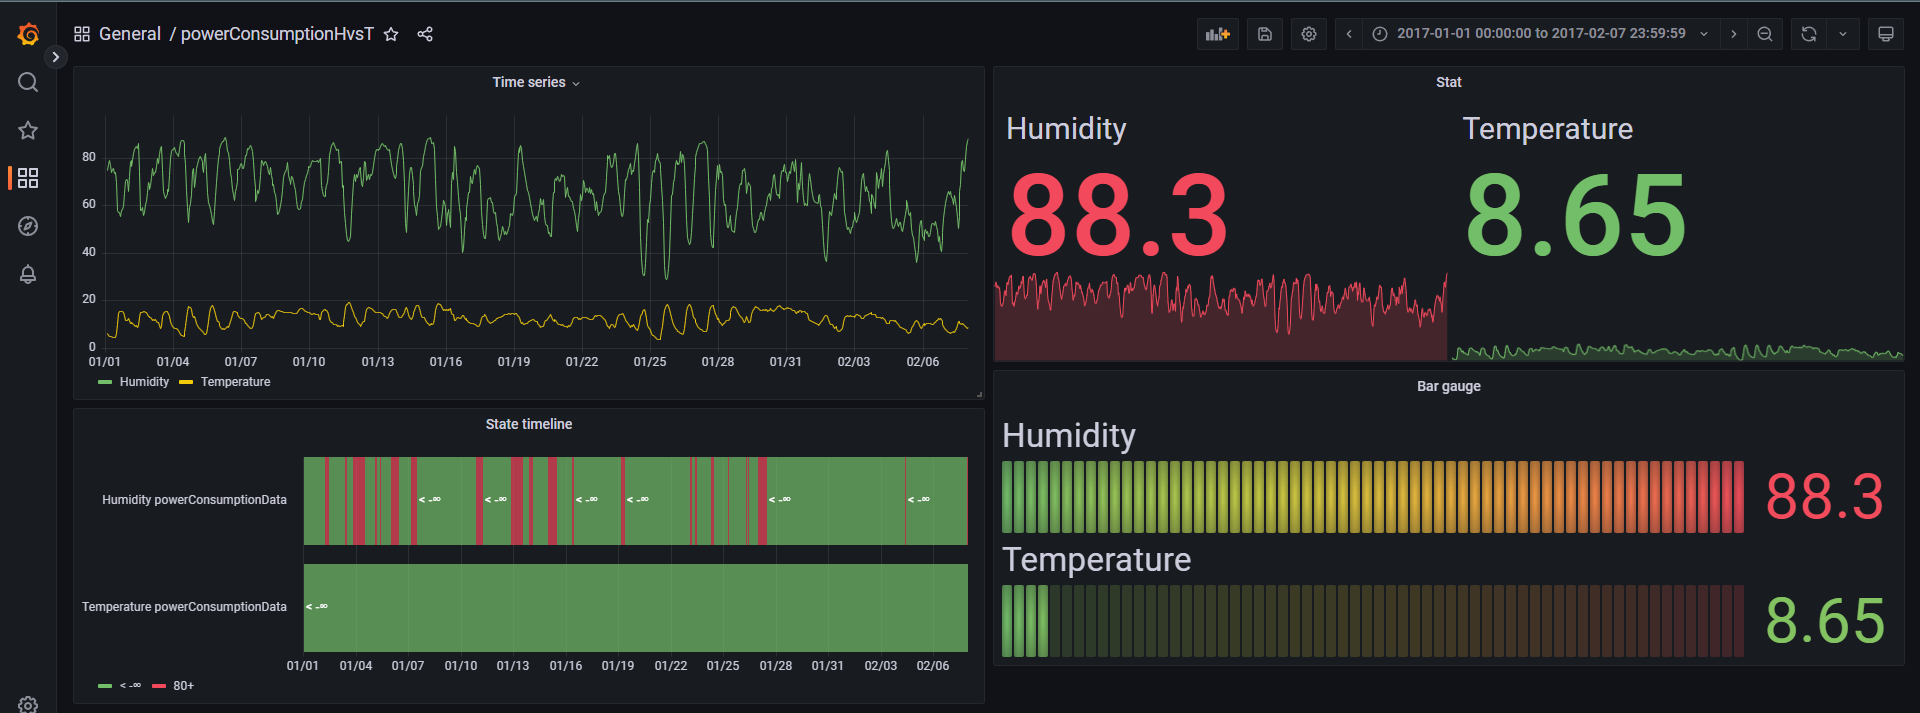 General / powerConsumptionHvsT
2017-01-01 00:00:00 to 2017-02-07 23:59:59
Time series
80
60
40
20
0
01/01 01/04 01/07 01/10 01/13 01/16 01/19 01/22 01/25 01/28 01/31 02/03 02/06
Humidity Temperature
Stat
Humidity Temperature
88.3 8.65
State timeline
Humidity powerConsumptionData
< -∞ < -∞ < -∞ < -∞ < -∞ < -∞
Temperature powerConsumptionData
< -∞
01/01 01/04 01/07 01/10 01/13 01/16 01/19 01/22 01/25 01/28 01/31 02/03 02/06
< -∞ 80+
Bar gauge
Humidity
88.3
Temperature
8.65